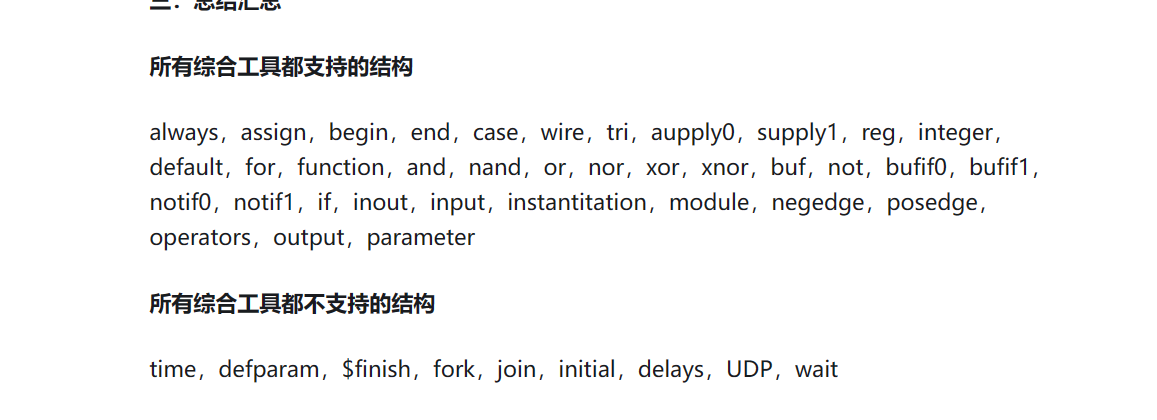 三：总结汇总
所有综合工具都支持的结构
always，assign，begin，end，case，wire，tri，aupply0，supply1，reg，integer，
default，for，function，and，nand，or，nor，xor，xnor，buf，not，bufif0，bufif1，
notif0，notif1，if，inout，input，instantitation，module，negedge，posedge，
operators，output，parameter
所有综合工具都不支持的结构
time，defparam，$finish，fork，join，initial，delays，UDP，wait